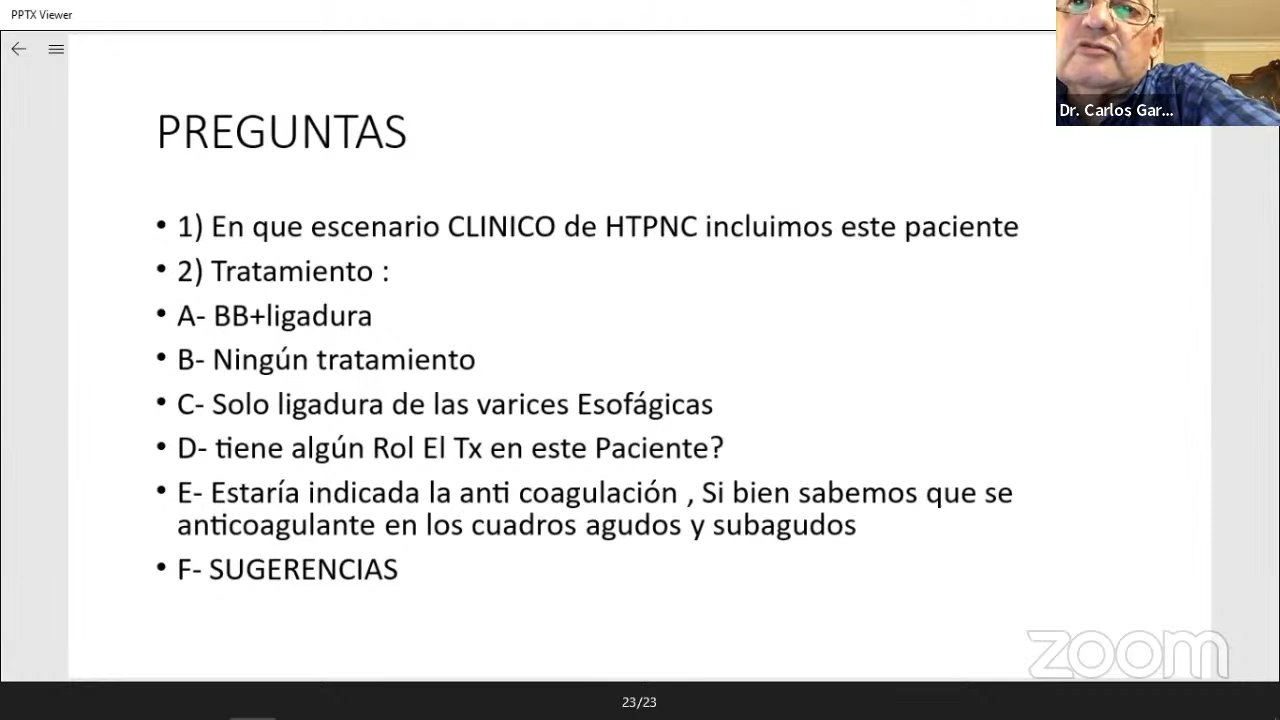 PPTX Viewer
Dr. Carlos Gar...
PREGUNTAS
• 1) En que escenario CLINICO de HTPNC incluimos este paciente
• 2) Tratamiento :
• A- BB+ligadura
• B- Ningún tratamiento
• C- Solo ligadura de las varices Esofágicas
• D- tiene algún Rol El Tx en este Paciente?
• E- Estaría indicada la anti coagulación , Si bien sabemos que se
anticoagulante en los cuadros agudos y subagudos
• F- SUGERENCIAS
zoom
23/23